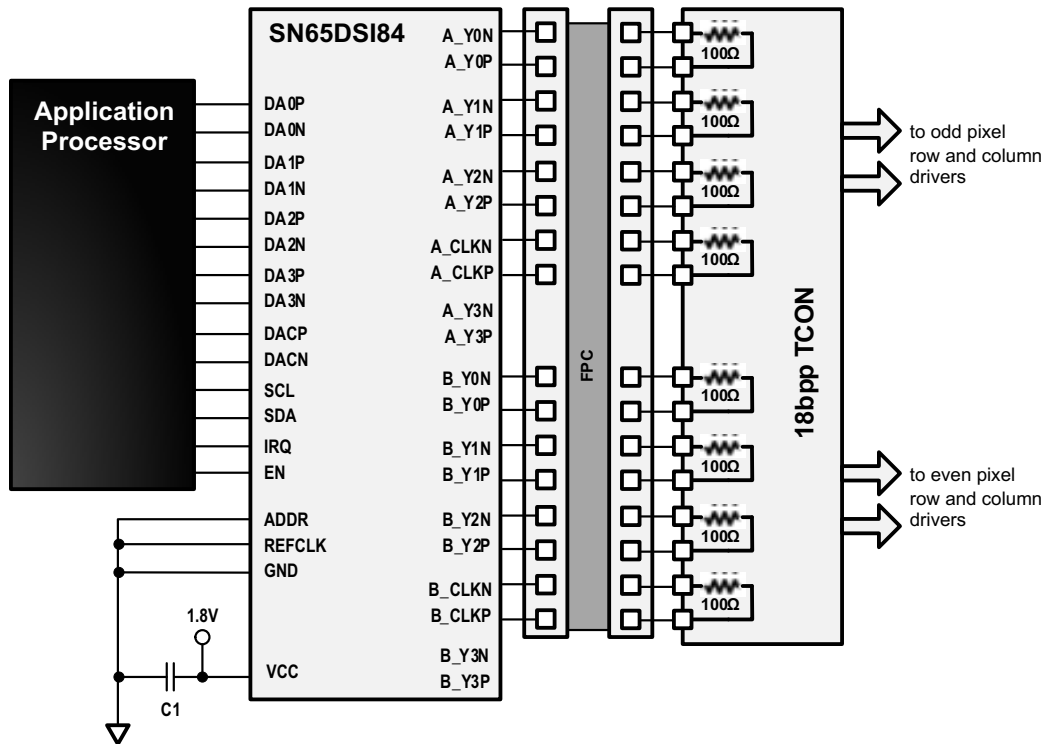 SN65DSI84
Application
Processor
DA0P
DA0N
DA1P
DA1N
DA2P
DA2N
DA3P
DA3N
DACP
DACN
SCL
SDA
IRQ
EN
ADDR
REFCLK
GND
VCC
1.8V
C1
A_Y0N
A_Y0P
A_Y1N
A_Y1P
A_Y2N
A_Y2P
A_CLKN
A_CLKP
A_Y3N
A_Y3P
B_Y0N
B_Y0P
B_Y1N
B_Y1P
B_Y2N
B_Y2P
B_CLKN
B_CLKP
B_Y3N
B_Y3P
FPC
100Ω
100Ω
100Ω
100Ω
100Ω
100Ω
100Ω
100Ω
18bpp TCON
to odd pixel
row and column
drivers
to even pixel
row and column
drivers